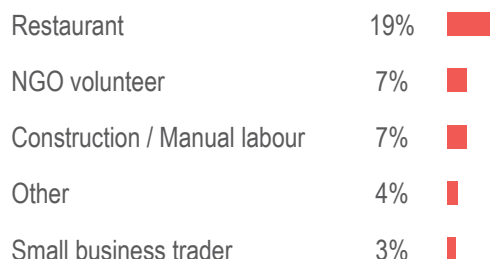 Restaurant 19%
NGO volunteer 7%
Construction / Manual labour 7%
Other 4%
Small business trader 3%